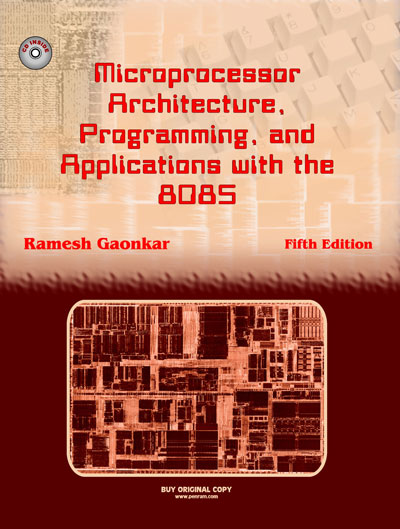 CD INSIDE
Microprocessor
Architecture,
Programming, and
Applications with the
8085
Ramesh Gaonkar
Fifth Edition
BUY ORIGINAL COPY
www.penram.com